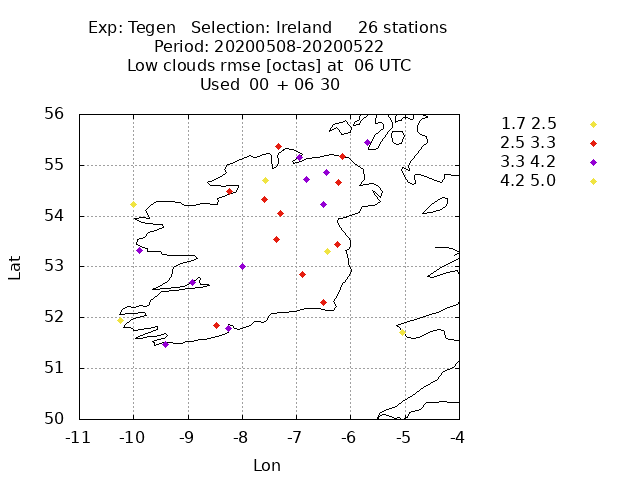 Exp: Tegen   Selection: Ireland     26 stations
Period: 20200508-20200522
Low clouds rmse [octas] at  06 UTC
Used  00 + 06 30
1.7 2.5
2.5 3.3
3.3 4.2
4.2 5.0
56
55
54
53
52
51
50
Lat
-11 -10 -9 -8 -7 -6 -5 -4
Lon